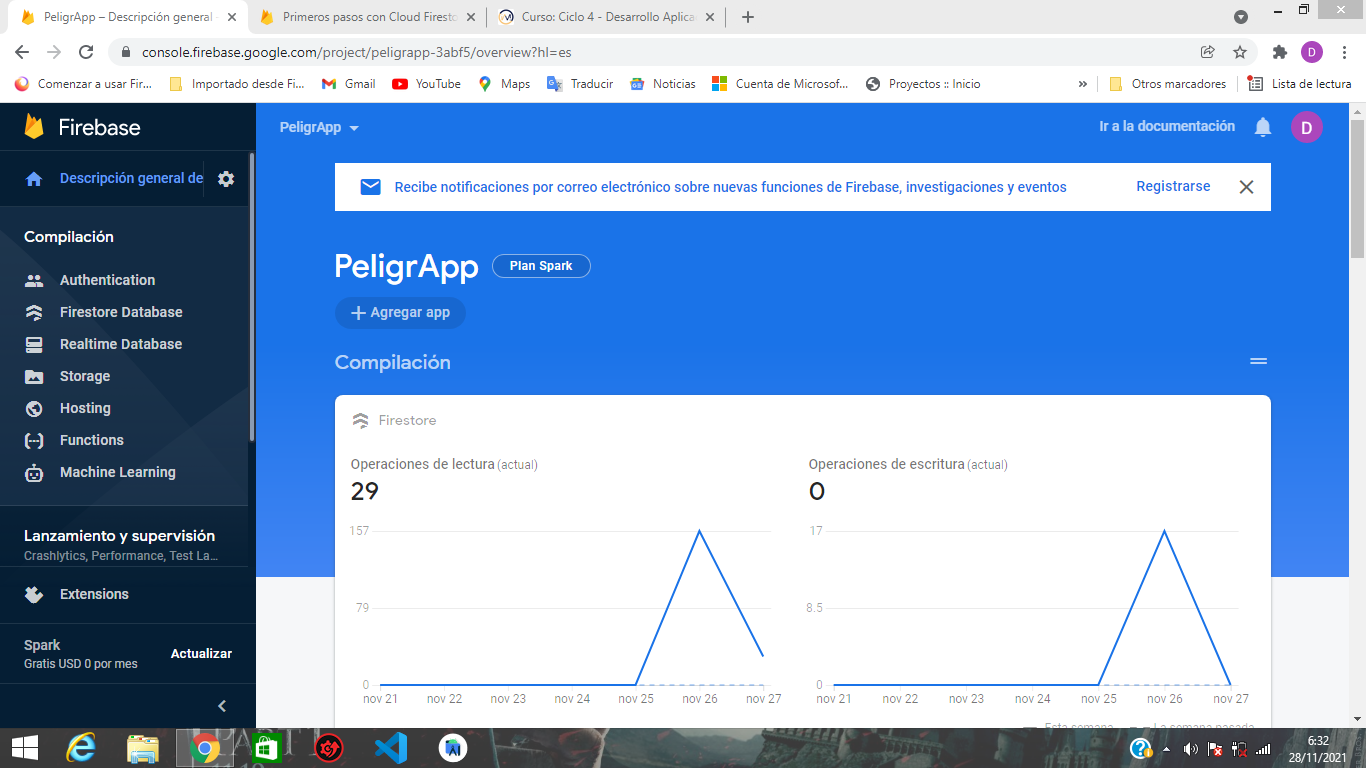 PeligrApp – Descripción general -
Primeros pasos con Cloud Firesto
Curso: Ciclo 4 - Desarrollo Aplica
console.firebase.google.com/project/peligrapp-3abf5/overview?hl=es
D
Comenzar a usar Fir...
Importado desde Fi...
Gmail
YouTube
Maps
Traducir
Noticias
Cuenta de Microsof...
Proyectos :: Inicio
»
Otros marcadores
Lista de lectura
Firebase
PeligrApp
Ir a la documentación
D
Descripción general de
Recibe notificaciones por correo electrónico sobre nuevas funciones de Firebase, investigaciones y eventos
Registrarse
Compilación
Authentication
Firestore Database
Realtime Database
Storage
Hosting
Functions
Machine Learning
Lanzamiento y supervisión
Crashlytics, Performance, Test La...
Extensions
Spark
Gratis USD 0 por mes
Actualizar
PeligrApp
Plan Spark
+ Agregar app
Compilación
Firestore
Operaciones de lectura (actual)
29
157
79
0
nov 21 nov 22 nov 23 nov 24 nov 25 nov 26 nov 27
Operaciones de escritura (actual)
0
17
8.5
0
nov 21 nov 22 nov 23 nov 24 nov 25 nov 26 nov 27
Esta semana La semana pasada
6:32
28/11/2021